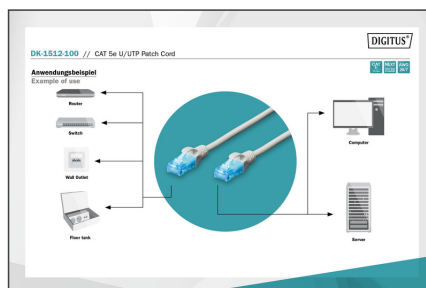 DIGITUS®
DK-1512-100 // CAT 5e U/UTP Patch Cord
Anwendungsbeispiel
Example of use
Router
Switch
Wall Outlet
Floor tank
Computer
Server